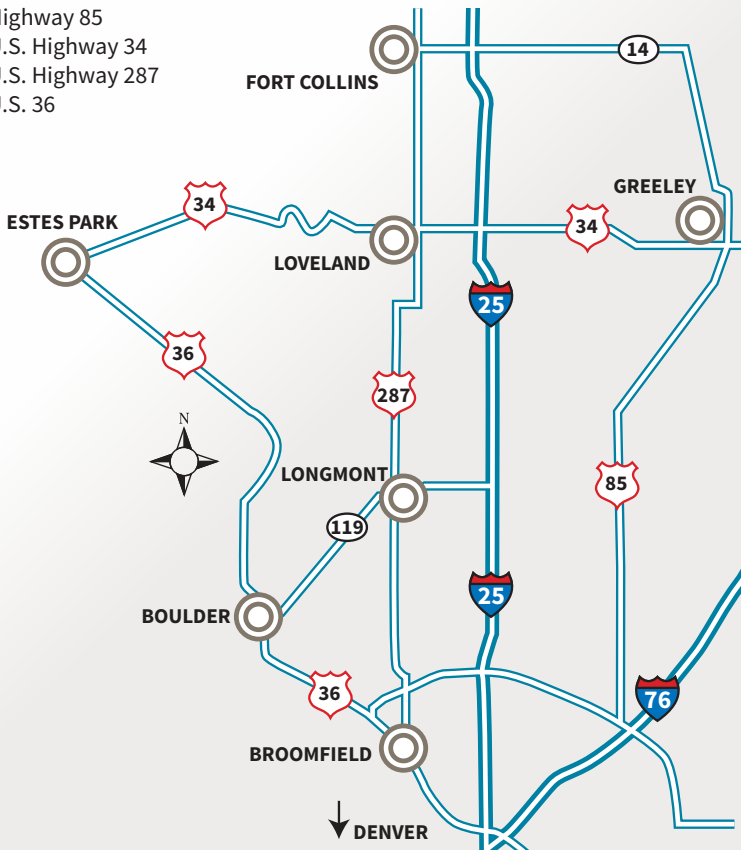 Highway 85
U.S. Highway 34
U.S. Highway 287
U.S. 36
14
FORT COLLINS
GREELEY
34
ESTES PARK
34
LOVELAND
25
36
287
N
LONGMONT
85
119
25
BOULDER
36
76
BROOMFIELD
DENVER